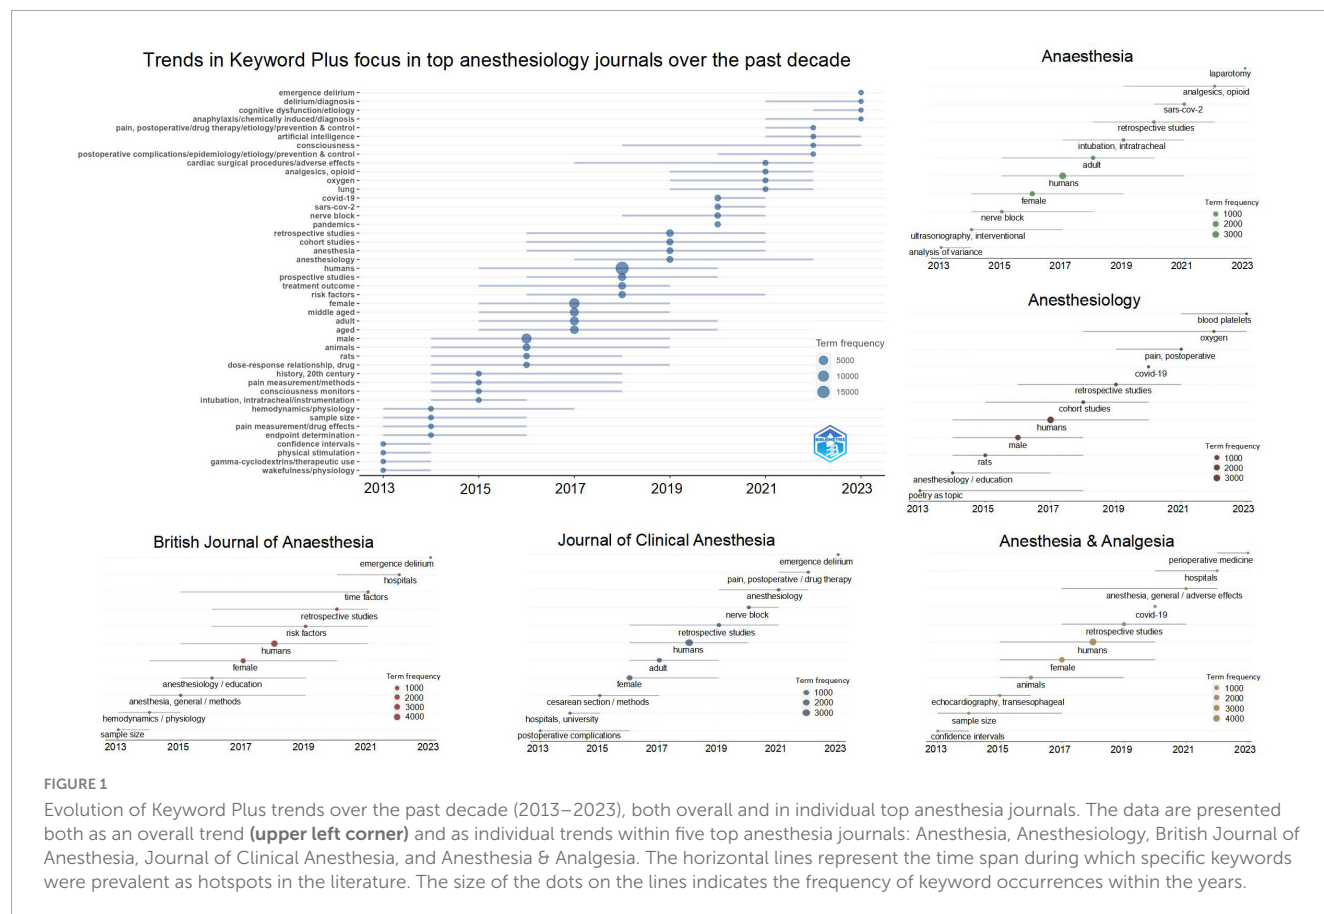 Trends in Keyword Plus focus in top anesthesiology journals over the past decade
emergence delirium
delirium/diagnosis
cognitive dysfunction/etiology
anaphylaxis/chemically induced/diagnosis
pain, postoperative/drug therapy/etiology/prevention & control
artificial intelligence
consciousness
postoperative complications/epidemiology/etiology/prevention & control
cardiac surgical procedures/adverse effects
analgesics, opioid
oxygen
lung
covid-19
sars-cov-2
nerve block
pandemics
retrospective studies
cohort studies
anesthesia
anesthesiology
humans
prospective studies
treatment outcome
risk factors
female
middle aged
adult
aged
male
animals
rats
dose-response relationship, drug
history, 20th century
pain measurement/methods
consciousness monitors
intubation, intratracheal/instrumentation
hemodynamics/physiology
sample size
pain measurement/drug effects
endpoint determination
confidence intervals
physical stimulation
gamma-cyclodextrins/therapeutic use
wakefulness/physiology
Term frequency
5000
10000
15000
BIBLIOMETRIX
2013 2015 2017 2019 2021 2023
Anaesthesia
laparotomy
analgesics, opioid
sars-cov-2
retrospective studies
intubation, intratracheal
adult
humans
female
nerve block
ultrasonography, interventional
analysis of variance
Term frequency
1000
2000
3000
2013 2015 2017 2019 2021 2023
Anesthesiology
blood platelets
oxygen
pain, postoperative
covid-19
retrospective studies
cohort studies
humans
male
rats
anesthesiology / education
poetry as topic
Term frequency
1000
2000
3000
2013 2015 2017 2019 2021 2023
British Journal of Anaesthesia
emergence delirium
hospitals
time factors
retrospective studies
risk factors
humans
female
anesthesiology / education
anesthesia, general / methods
hemodynamics / physiology
sample size
Term frequency
1000
2000
3000
4000
2013 2015 2017 2019 2021 2023
Journal of Clinical Anesthesia
emergence delirium
pain, postoperative / drug therapy
anesthesiology
nerve block
retrospective studies
humans
adult
female
cesarean section / methods
hospitals, university
postoperative complications
Term frequency
1000
2000
3000
2013 2015 2017 2019 2021 2023
Anesthesia & Analgesia
perioperative medicine
hospitals
anesthesia, general / adverse effects
covid-19
retrospective studies
humans
female
animals
echocardiography, transesophageal
sample size
confidence intervals
Term frequency
1000
2000
3000
4000
2013 2015 2017 2019 2021 2023
FIGURE 1
Evolution of Keyword Plus trends over the past decade (2013–2023), both overall and in individual top anesthesia journals. The data are presented
both as an overall trend (upper left corner) and as individual trends within five top anesthesia journals: Anesthesia, Anesthesiology, British Journal of
Anesthesia, Journal of Clinical Anesthesia, and Anesthesia & Analgesia. The horizontal lines represent the time span during which specific keywords
were prevalent as hotspots in the literature. The size of the dots on the lines indicates the frequency of keyword occurrences within the years.